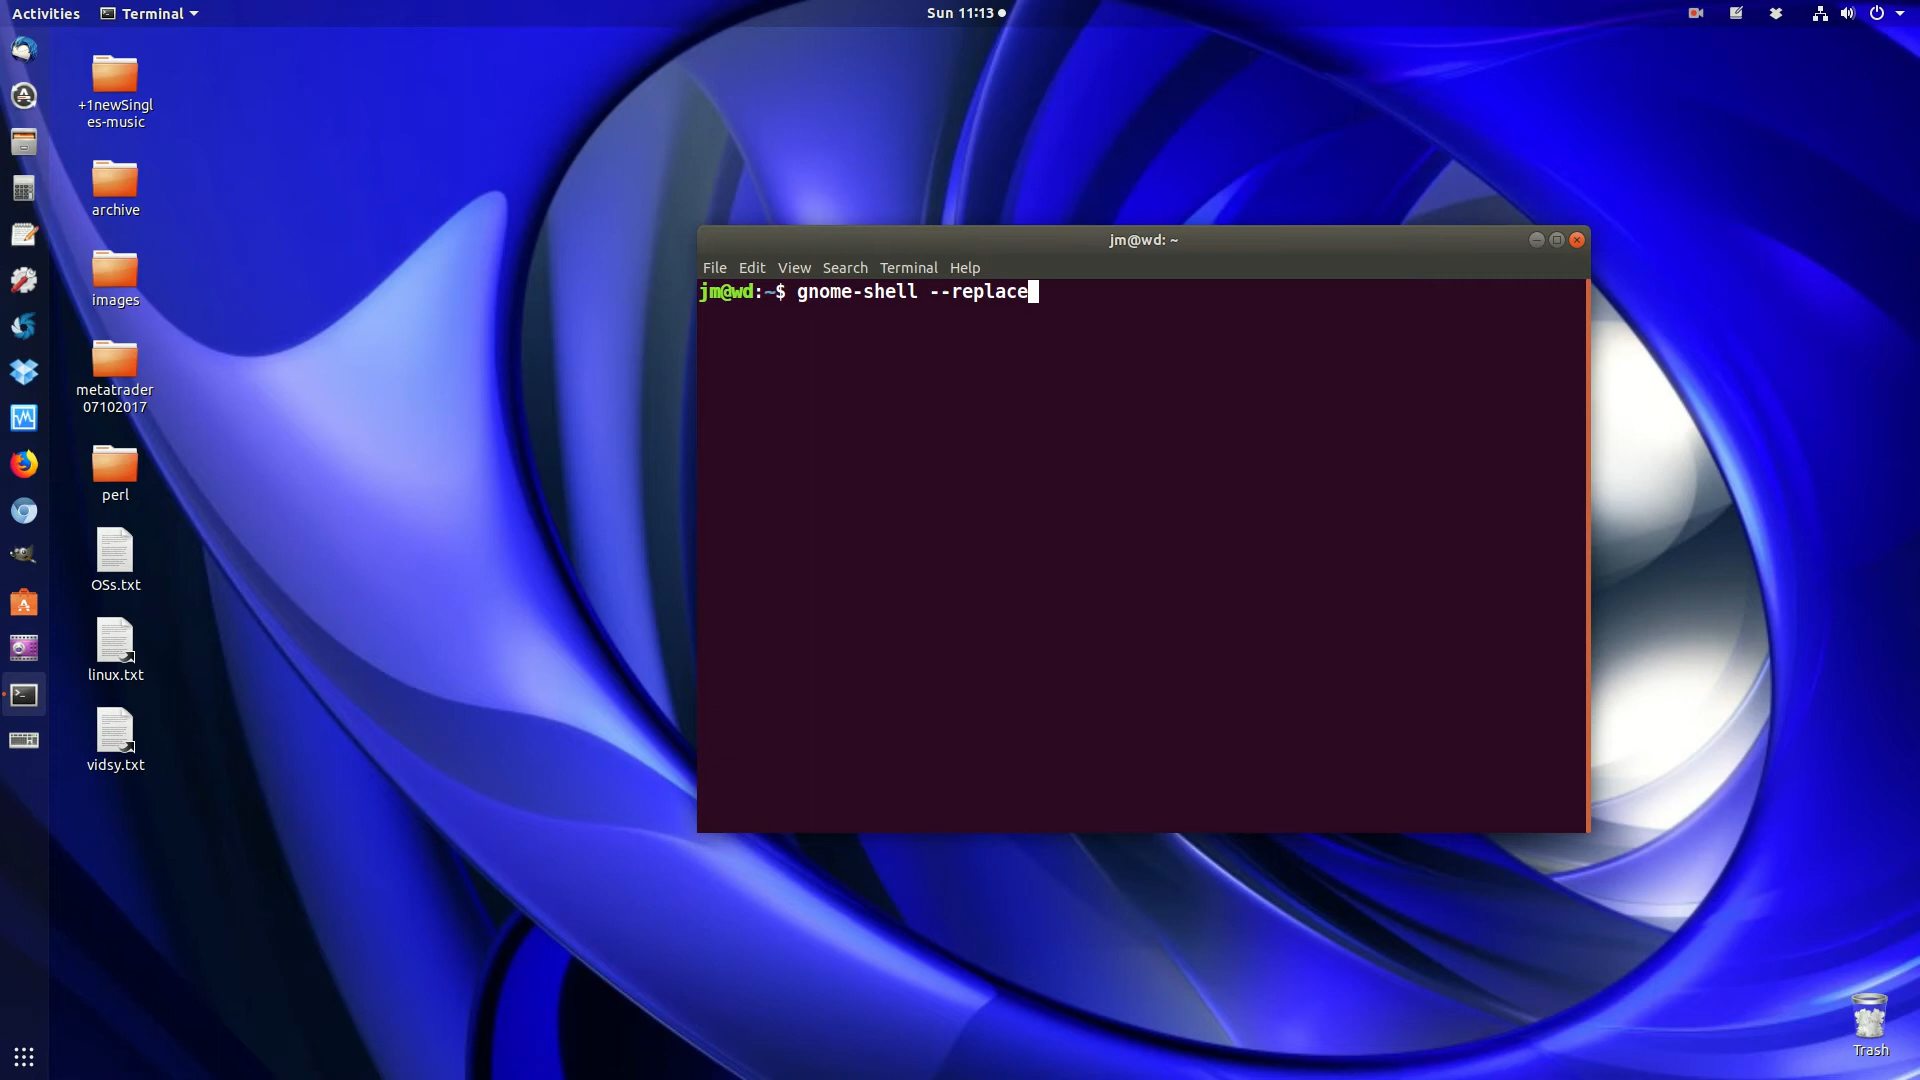 Activities
Terminal
Sun 11:13
+1newSingl
es-music
archive
images
metatrader
07102017
perl
OSs.txt
linux.txt
vidsy.txt
jm@wd: ~
File Edit View Search Terminal Help
jm@wd:~$ gnome-shell --replace
Trash